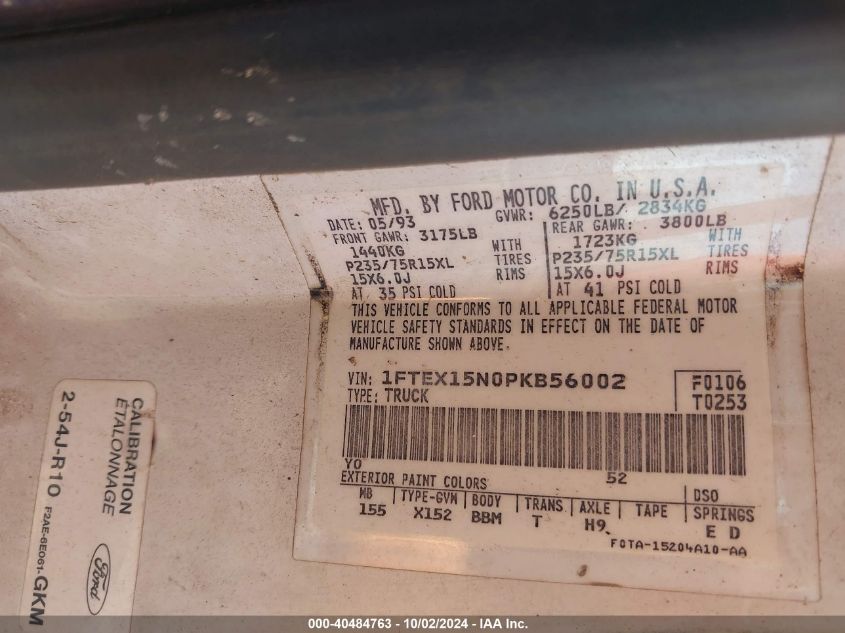 MFD. BY FORD MOTOR CO. IN U.S.A.
DATE: 05/93 GVWR: 6250LB/ 2834KG
FRONT GAWR: 3175LB REAR GAWR: 3800LB
1440KG WITH 1723KG WITH
P235/75R15XL TIRES P235/75R15XL TIRES
15X6.0J RIMS 15X6.0J RIMS
AT 35 PSI COLD AT 41 PSI COLD
THIS VEHICLE CONFORMS TO ALL APPLICABLE FEDERAL MOTOR
VEHICLE SAFETY STANDARDS IN EFFECT ON THE DATE OF
MANUFACTURE SHOWN ABOVE.
VIN: 1FTEX15N0PKB56002 F0106
TYPE: TRUCK T0253
YO 52
EXTERIOR PAINT COLORS DSO
WB TYPE-GVW BODY TRANS AXLE TAPE SPRINGS
155 X152 BBM T H9 E D
F0TA-15204A10-AA
CALIBRATION
ÉTALONNAGE
Ford
2-54J-R10 F2AE-6E061-GKM
000-40484763 - 10/02/2024 - IAA Inc.